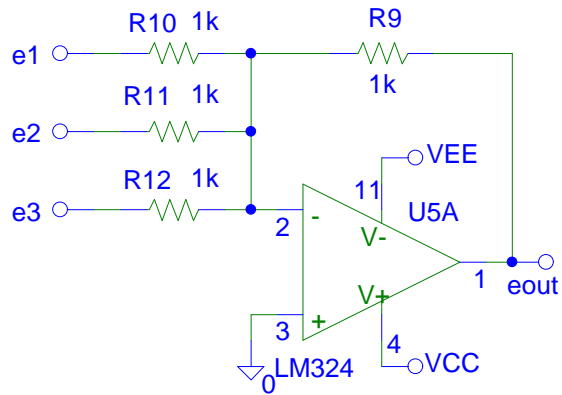 R10 1k
R9
e1
R11 1k
1k
e2
R12 1k
VEE
e3
11
U5A
2
-
V-
1
eout
V+
3
+
4
LM324
VCC
0